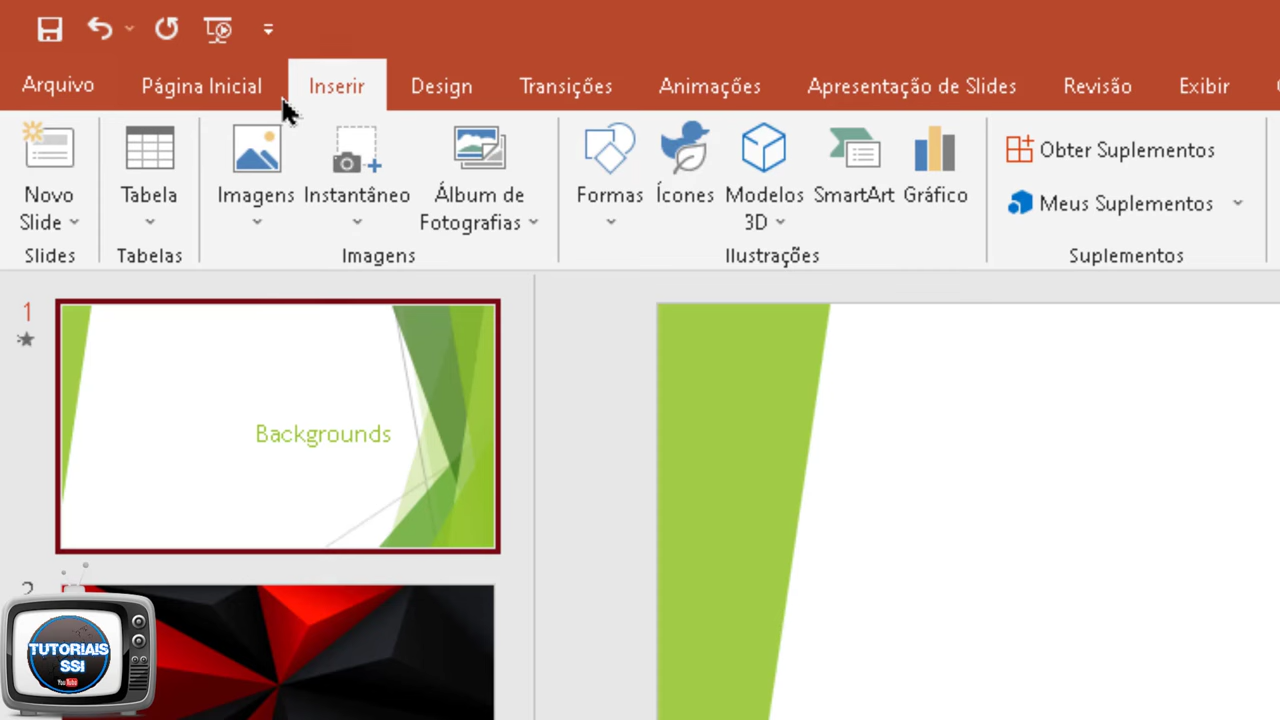 Arquivo Página Inicial Inserir Design Transições Animações Apresentação de Slides Revisão Exibir
Novo
Slide
Tabela
Imagens
Instantâneo
Álbum de
Fotografias
Formas
Ícones
Modelos
3D
SmartArt
Gráfico
Obter Suplementos
Meus Suplementos
Slides
Tabelas
Imagens
Ilustrações
Suplementos
1
Backgrounds
2
TUTORIAIS
SSI
YouTube